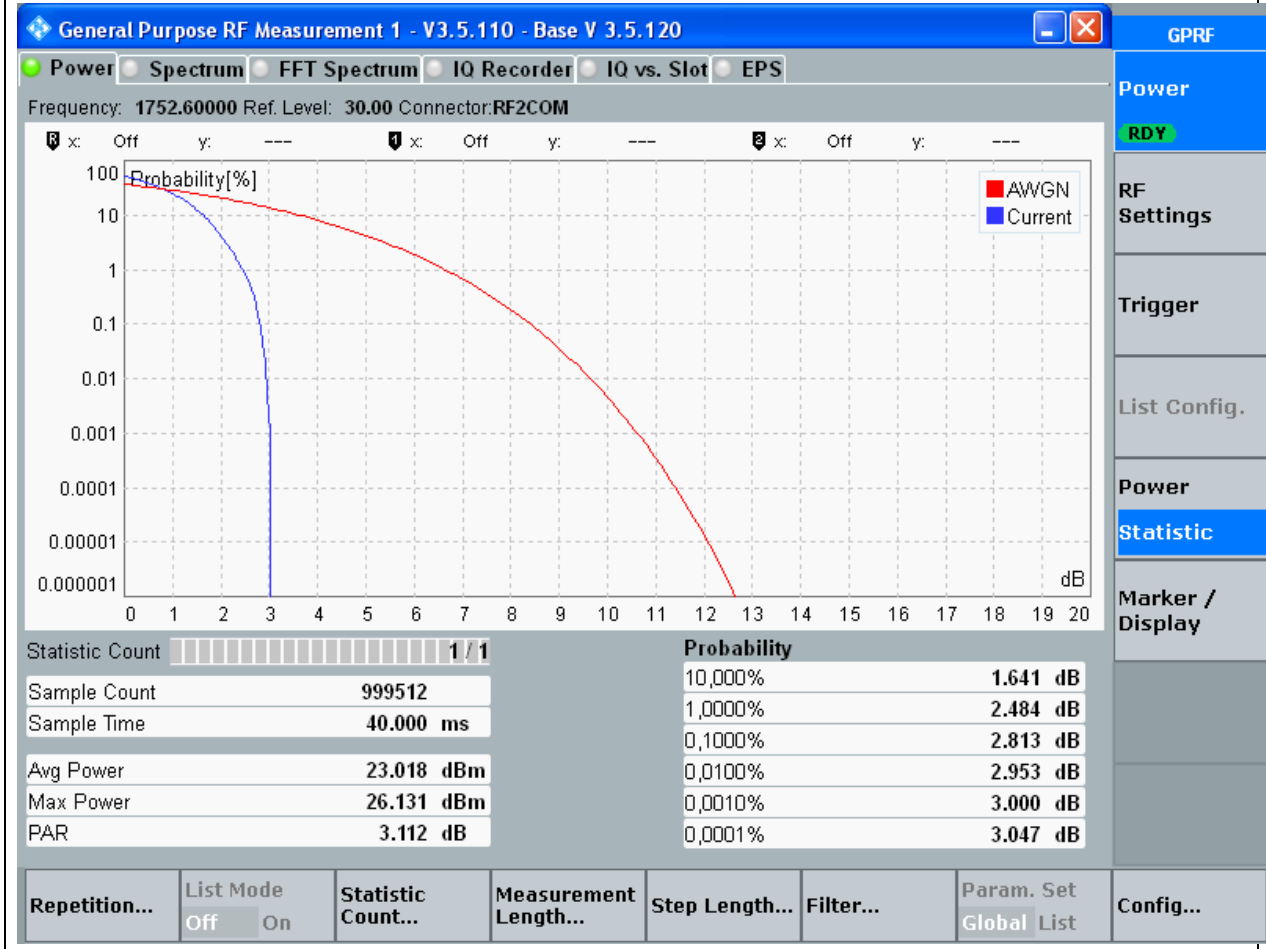 General Purpose RF Measurement 1 - V3.5.110 - Base V 3.5.120
GPRF
Power Spectrum FFT Spectrum IQ Recorder IQ vs. Slot EPS
Frequency: 1752.60000 Ref. Level: 30.00 Connector:RF2COM
R x: Off y: --- 1 x: Off y: --- 2 x: Off y: ---
Probability[%]
AWGN
Current
100
10
1
0.1
0.01
0.001
0.0001
0.00001
0.000001
dB
0 1 2 3 4 5 6 7 8 9 10 11 12 13 14 15 16 17 18 19 20
Statistic Count 1 / 1
Sample Count 999512
Sample Time 40.000 ms
Avg Power 23.018 dBm
Max Power 26.131 dBm
PAR 3.112 dB
Probability
10,000% 1.641 dB
1,0000% 2.484 dB
0,1000% 2.813 dB
0,0100% 2.953 dB
0,0010% 3.000 dB
0,0001% 3.047 dB
Power
RDY
RF
Settings
Trigger
List Config.
Power
Statistic
Marker /
Display
Repetition...
List Mode
Off On
Statistic
Count...
Measurement
Length...
Step Length...
Filter...
Param. Set
Global List
Config...